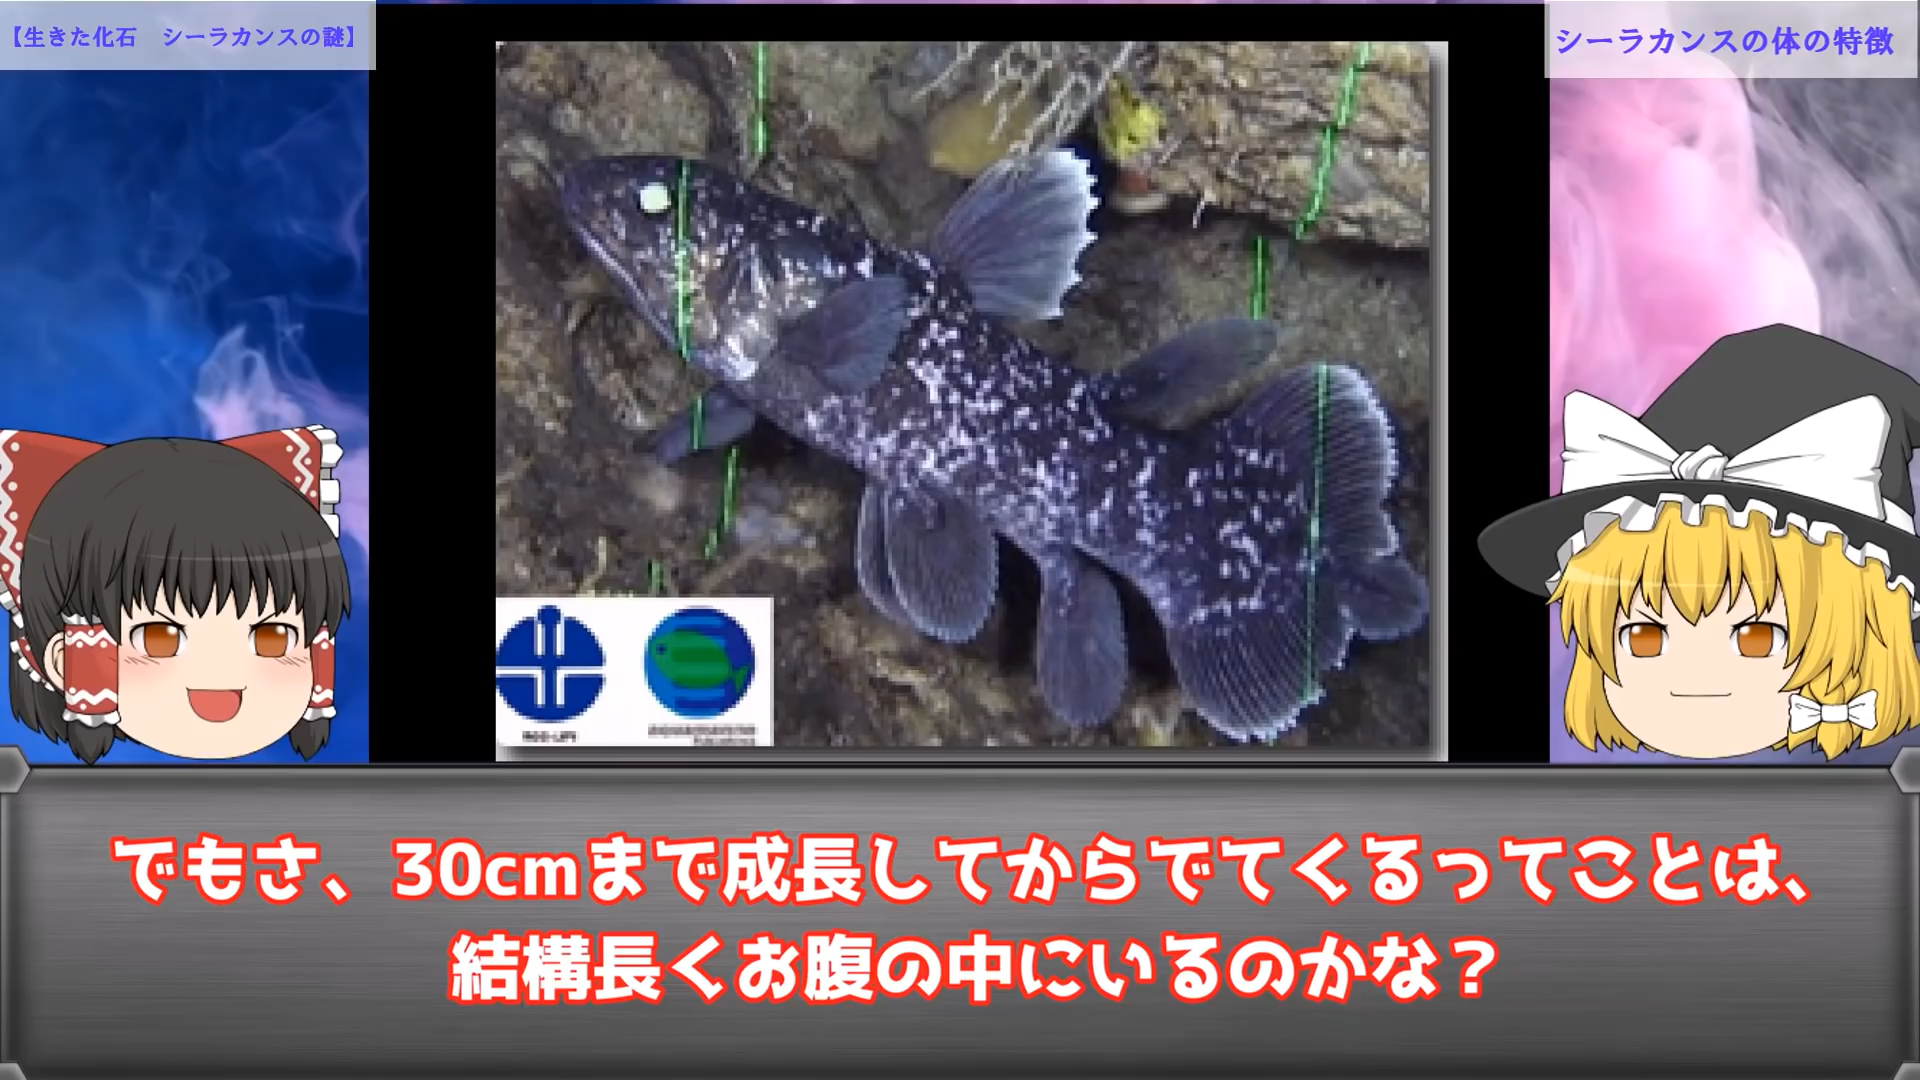 【生きた化石　シーラカンスの謎】
シーラカンスの体の特徴
でもさ、30cmまで成長してからでてくるってことは、
結構長くお腹の中にいるのかな？